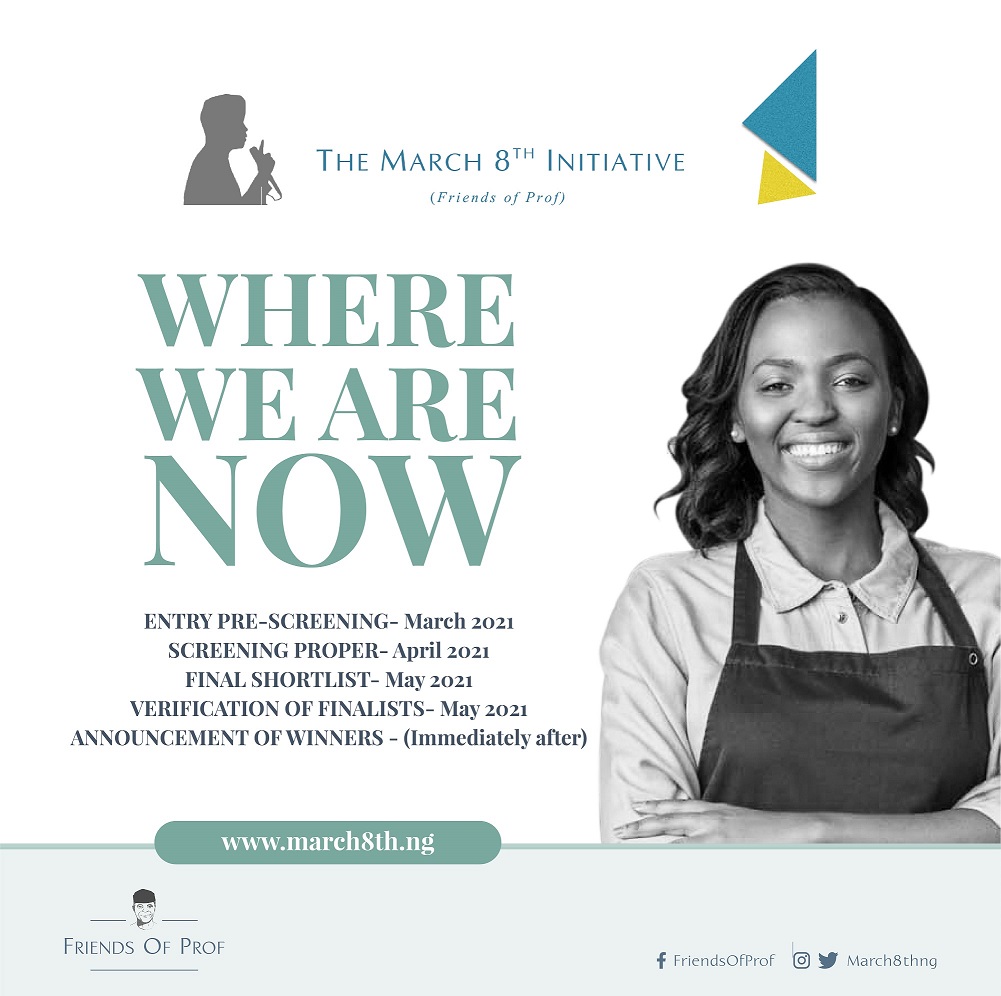 THE MARCH 8TH INITIATIVE
(Friends of Prof)
WHERE
WE ARE
NOW
ENTRY PRE-SCREENING- March 2021
SCREENING PROPER- April 2021
FINAL SHORTLIST- May 2021
VERIFICATION OF FINALISTS- May 2021
ANNOUNCEMENT OF WINNERS - (Immediately after)
www.march8th.ng
FRIENDS OF PROF
FriendsOfProf March8thng